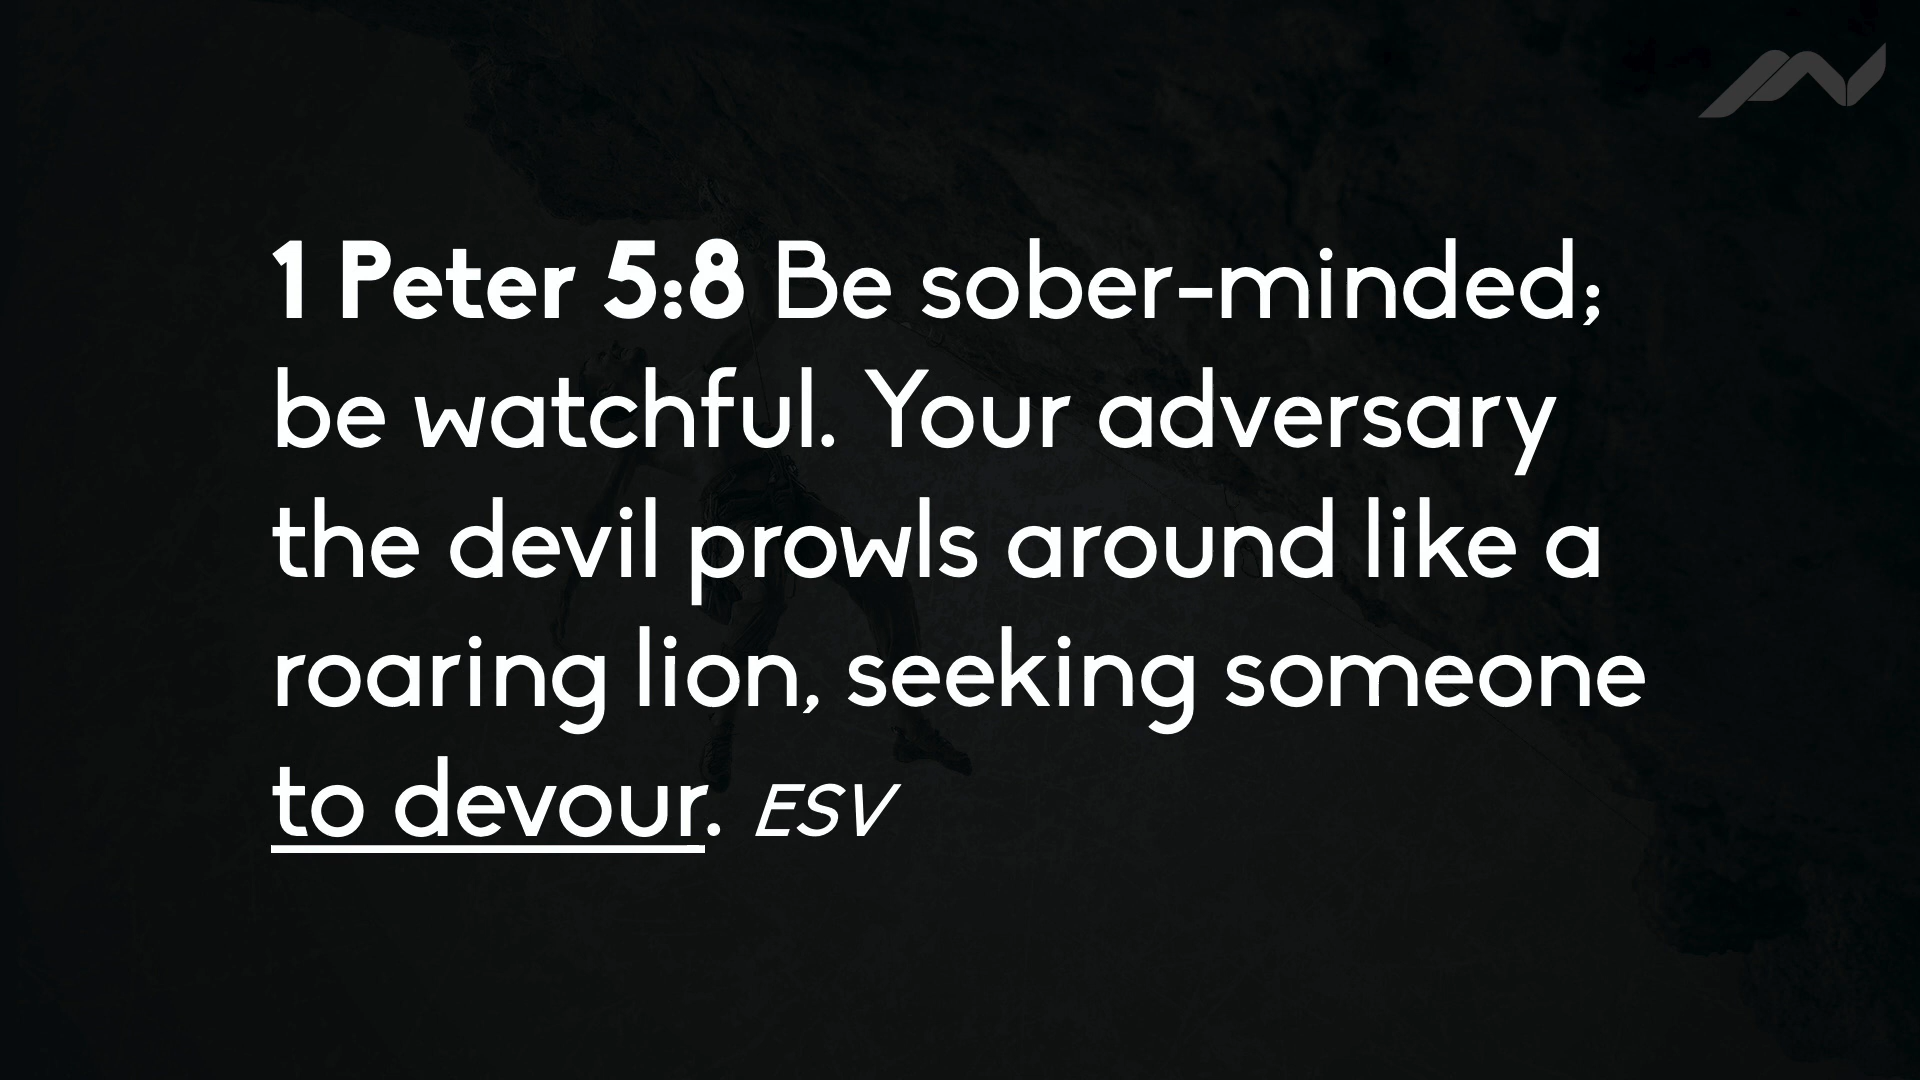 1 Peter 5:8 Be sober-minded;
be watchful. Your adversary
the devil prowls around like a
roaring lion, seeking someone
to devour. ESV